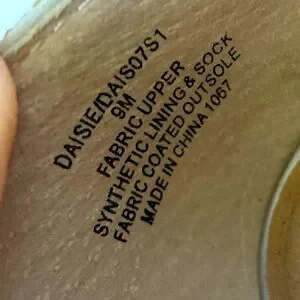 DAISIE/DAIS07S1
9M
FABRIC UPPER
SYNTHETIC LINING & SOCK
FABRIC COATED OUTSOLE
MADE IN CHINA 1067